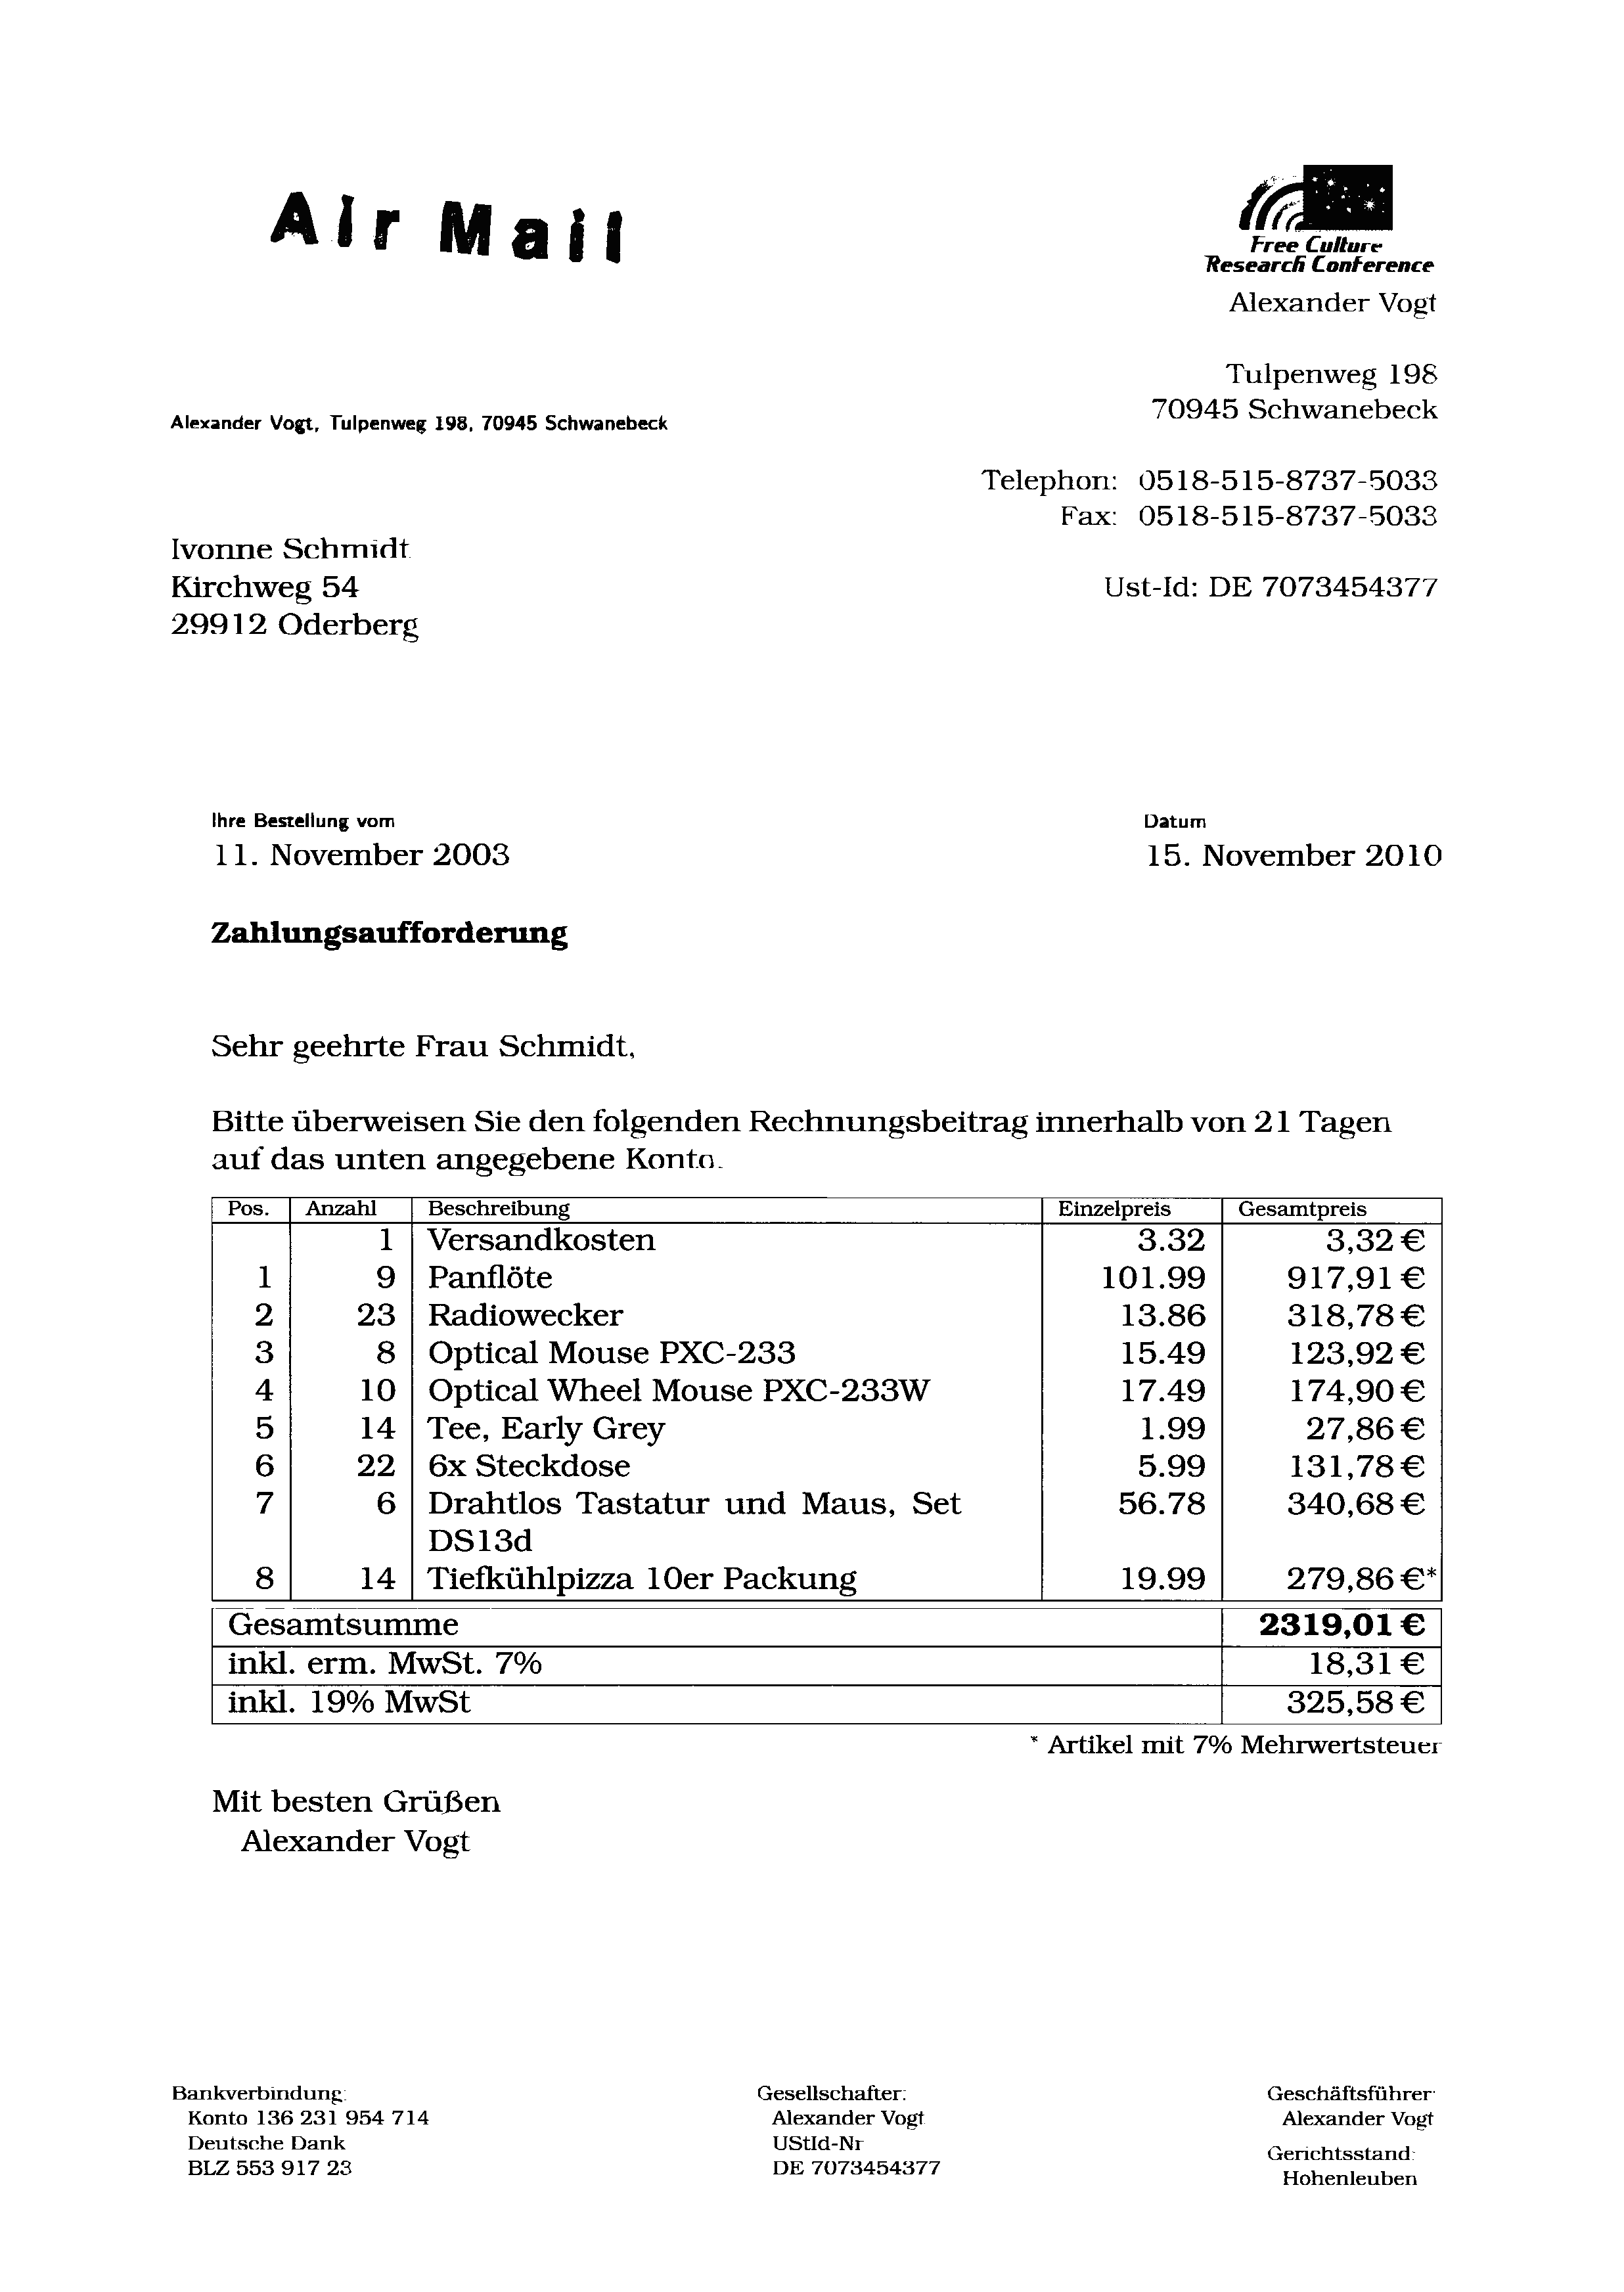 Air Mail
Free Culture
Research Conference
Alexander Vogt
Tulpenweg 198
70945 Schwanebeck
Alexander Vogt, Tulpenweg 198, 70945 Schwanebeck
Telephon: 0518-515-8737-5033
Fax: 0518-515-8737-5033
Ivonne Schmidt
Kirchweg 54
29912 Oderberg
Ust-Id: DE 7073454377
Ihre Bestellung vom Datum
11. November 2003 15. November 2010
Zahlungsaufforderung
Sehr geehrte Frau Schmidt,
Bitte überweisen Sie den folgenden Rechnungsbeitrag innerhalb von 21 Tagen
auf das unten angegebene Konto.
Pos. Anzahl Beschreibung Einzelpreis Gesamtpreis
1 Versandkosten 3.32 3,32 €
1 9 Panflöte 101.99 917,91 €
2 23 Radiowecker 13.86 318,78 €
3 8 Optical Mouse PXC-233 15.49 123,92 €
4 10 Optical Wheel Mouse PXC-233W 17.49 174,90 €
5 14 Tee, Early Grey 1.99 27,86 €
6 22 6x Steckdose 5.99 131,78 €
7 6 Drahtlos Tastatur und Maus, Set 56.78 340,68 €
DS13d
8 14 Tiefkühlpizza 10er Packung 19.99 279,86 €*
Gesamtsumme 2319,01 €
inkl. erm. MwSt. 7% 18,31 €
inkl. 19% MwSt 325,58 €
* Artikel mit 7% Mehrwertsteuer
Mit besten Grüßen
Alexander Vogt
Bankverbindung:
Konto 136 231 954 714
Deutsche Dank
BLZ 553 917 23
Gesellschafter:
Alexander Vogt
UStId-Nr
DE 7073454377
Geschäftsführer
Alexander Vogt
Gerichtsstand:
Hohenleuben